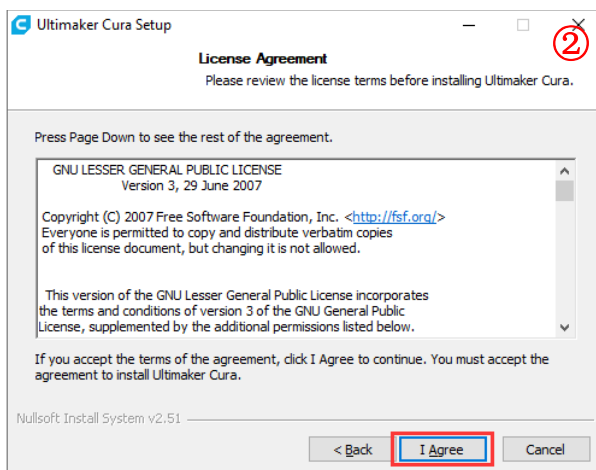 Ultimaker Cura Setup
②
License Agreement
Please review the license terms before installing Ultimaker Cura.
Press Page Down to see the rest of the agreement.
GNU LESSER GENERAL PUBLIC LICENSE
Version 3, 29 June 2007
Copyright (C) 2007 Free Software Foundation, Inc. <http://fsf.org/>
Everyone is permitted to copy and distribute verbatim copies
of this license document, but changing it is not allowed.
This version of the GNU Lesser General Public License incorporates
the terms and conditions of version 3 of the GNU General Public
License, supplemented by the additional permissions listed below.
If you accept the terms of the agreement, click I Agree to continue. You must accept the
agreement to install Ultimaker Cura.
Nullsoft Install System v2.51
< Back I Agree Cancel